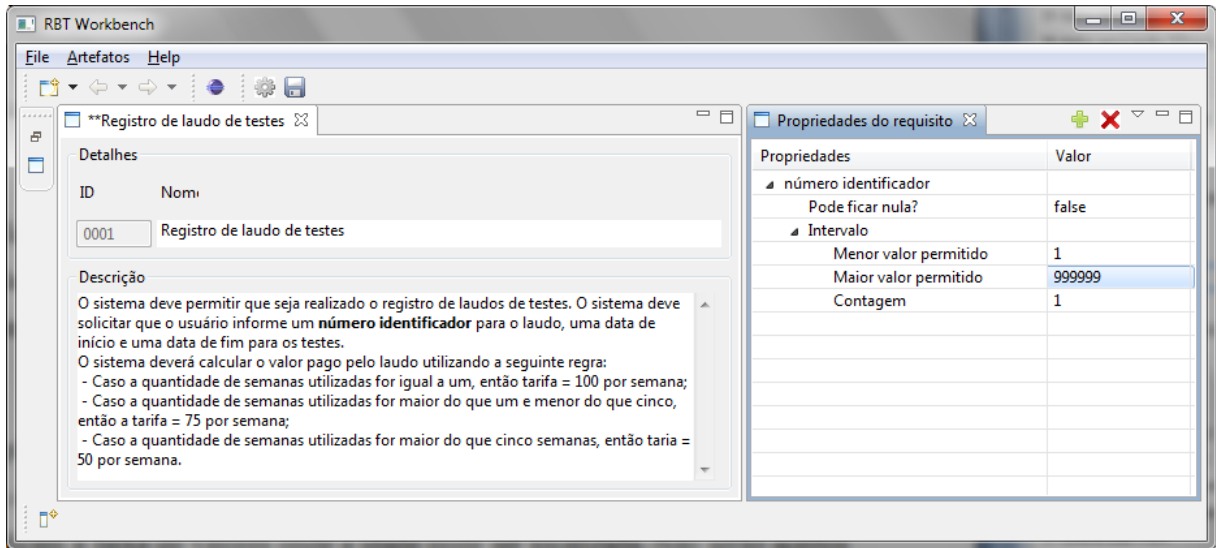 RBT Workbench
File Artefatos Help
**Registro de laudo de testes
Detalhes
ID Nom
0001 Registro de laudo de testes
Descrição
O sistema deve permitir que seja realizado o registro de laudos de testes. O sistema deve
solicitar que o usuário informe um número identificador para o laudo, uma data de
início e uma data de fim para os testes.
O sistema deverá calcular o valor pago pelo laudo utilizando a seguinte regra:
- Caso a quantidade de semanas utilizadas for igual a um, então tarifa = 100 por semana;
- Caso a quantidade de semanas utilizadas for maior do que um e menor do que cinco,
então a tarifa = 75 por semana;
- Caso a quantidade de semanas utilizadas for maior do que cinco semanas, então taria =
50 por semana.
Propriedades do requisito
Propriedades Valor
número identificador
Pode ficar nula? false
Intervalo
Menor valor permitido 1
Maior valor permitido 999999
Contagem 1